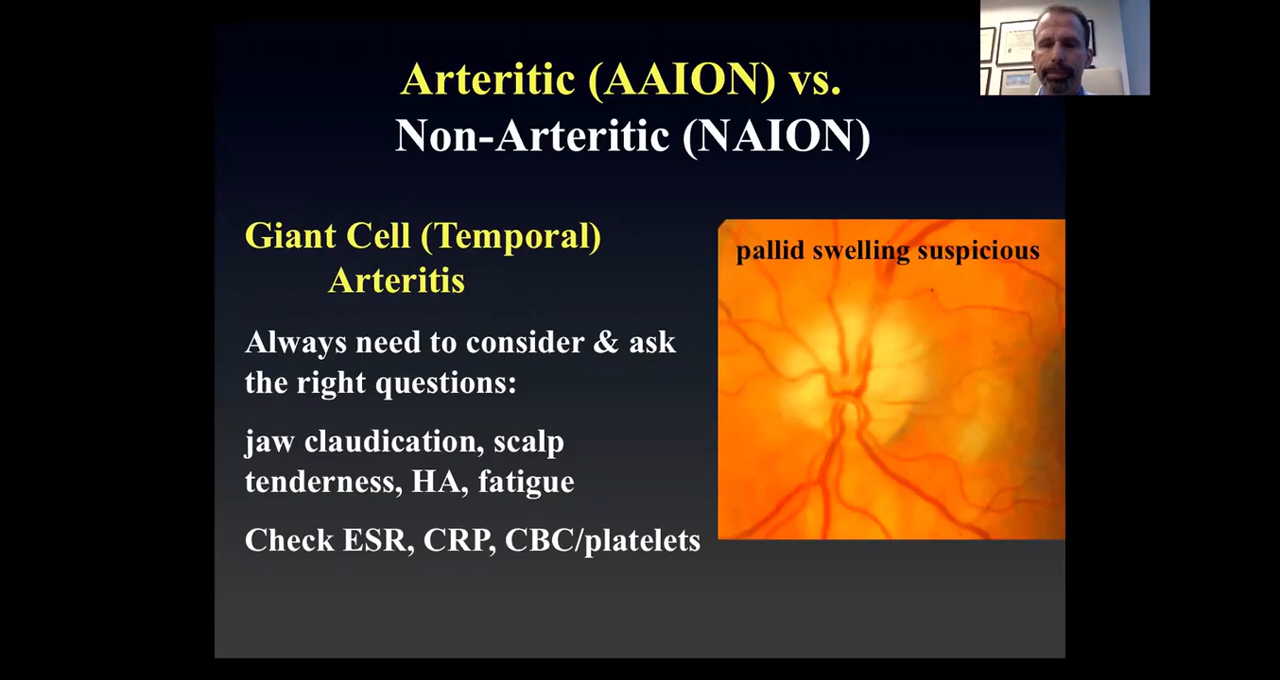 Arteritic (AAION) vs.
Non-Arteritic (NAION)
Giant Cell (Temporal)
Arteritis
Always need to consider & ask
the right questions:
jaw claudication, scalp
tenderness, HA, fatigue
Check ESR, CRP, CBC/platelets
pallid swelling suspicious